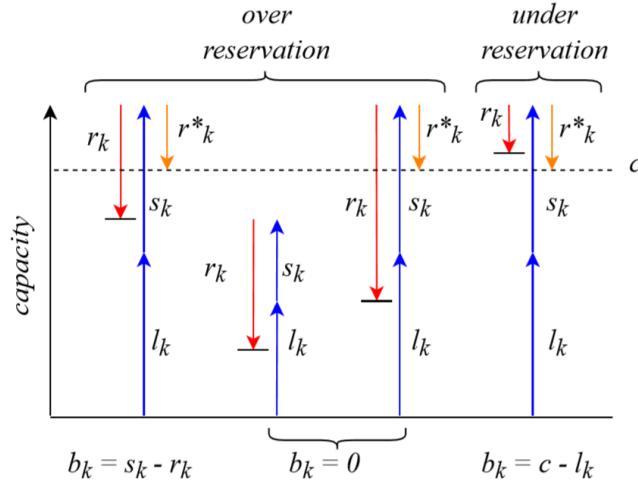 over
reservation
under
reservation
r_k
r*_k
r*_k
r_k
r*_k
c
s_k
r_k
s_k
s_k
r_k
s_k
capacity
l_k
l_k
l_k
l_k
b_k = s_k - r_k
b_k = 0
b_k = c - l_k